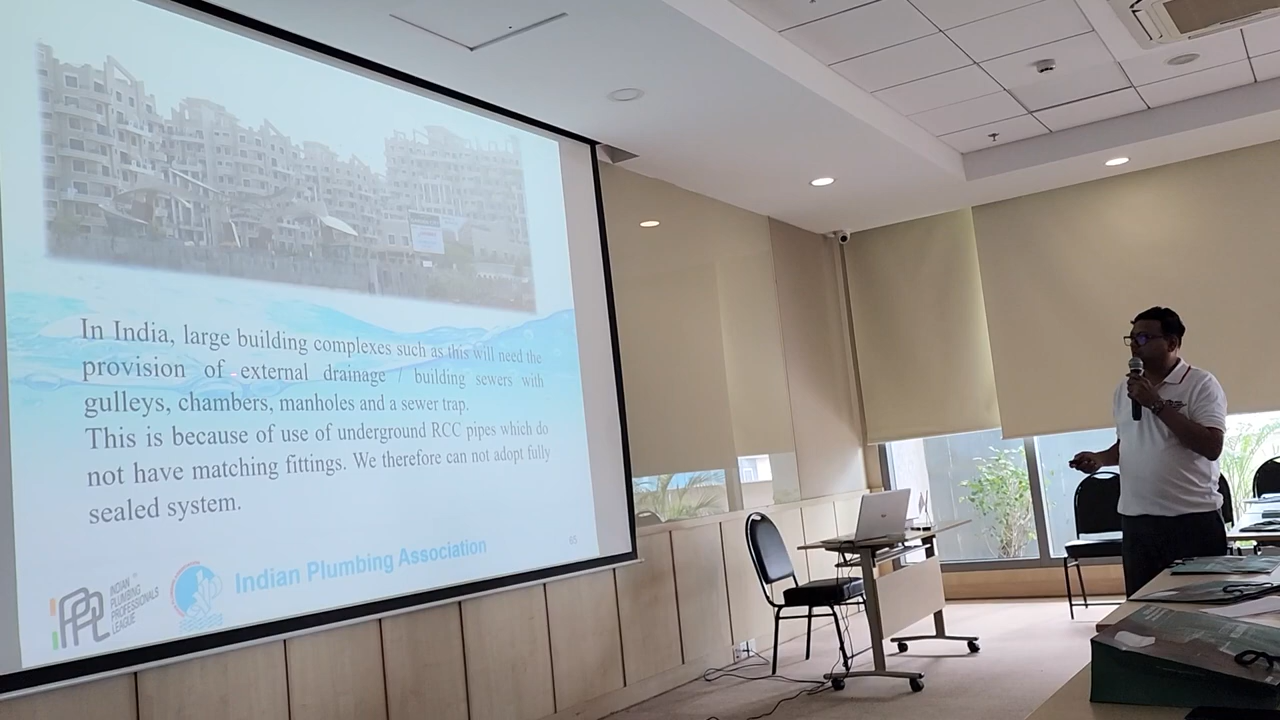 In India, large building complexes such as this will need the
provision of external drainage / building sewers with
gulleys, chambers, manholes and a sewer trap.
This is because of use of underground RCC pipes which do
not have matching fittings. We therefore can not adopt fully
sealed system.
65
Indian Plumbing Association
IPPL
INDIAN
PLUMBING
PROFESSIONALS
LEAGUE